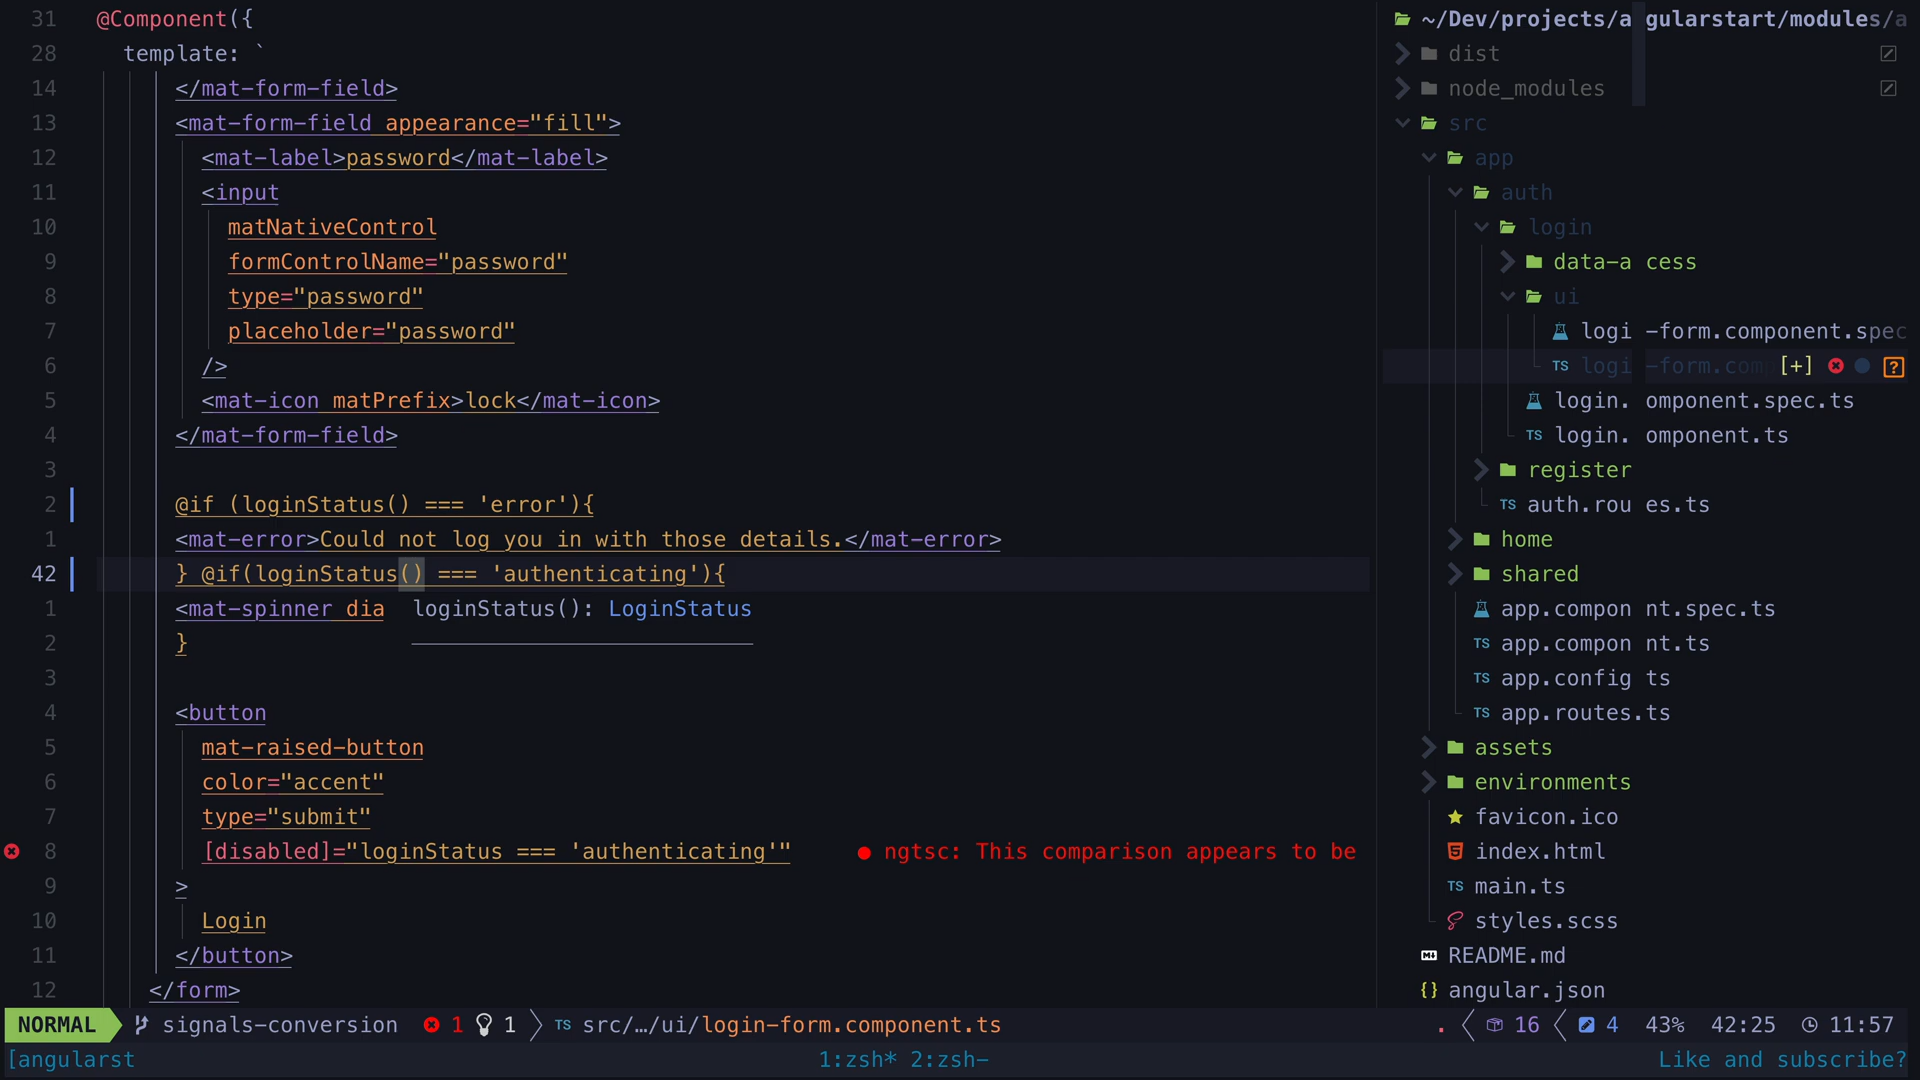 31 @Component({
28 template: `
14 </mat-form-field>
13 <mat-form-field appearance="fill">
12 <mat-label>password</mat-label>
11 <input
10 matNativeControl
9 formControlName="password"
8 type="password"
7 placeholder="password"
6 />
5 <mat-icon matPrefix>lock</mat-icon>
4 </mat-form-field>
3
2 @if (loginStatus() === 'error'){
1 <mat-error>Could not log you in with those details.</mat-error>
42 } @if(loginStatus() === 'authenticating'){
1 <mat-spinner dia loginStatus(): LoginStatus
2 }
3
4 <button
5 mat-raised-button
6 color="accent"
7 type="submit"
8 [disabled]="loginStatus === 'authenticating'" ngtsc: This comparison appears to be
9 >
10 Login
11 </button>
12 </form>
~/Dev/projects/a gularstart/modules/a
dist
node_modules
src
app
auth
login
data-a cess
ui
logi -form.component.spec
TS logi -form.com [+] ?
login. omponent.spec.ts
TS login. omponent.ts
register
TS auth.rou es.ts
home
shared
app.compon nt.spec.ts
TS app.compon nt.ts
TS app.config ts
TS app.routes.ts
assets
environments
favicon.ico
index.html
TS main.ts
styles.scss
README.md
{} angular.json
NORMAL signals-conversion 1 1 TS src/…/ui/login-form.component.ts . 16 4 43% 42:25 11:57
[angularst 1:zsh* 2:zsh- Like and subscribe?